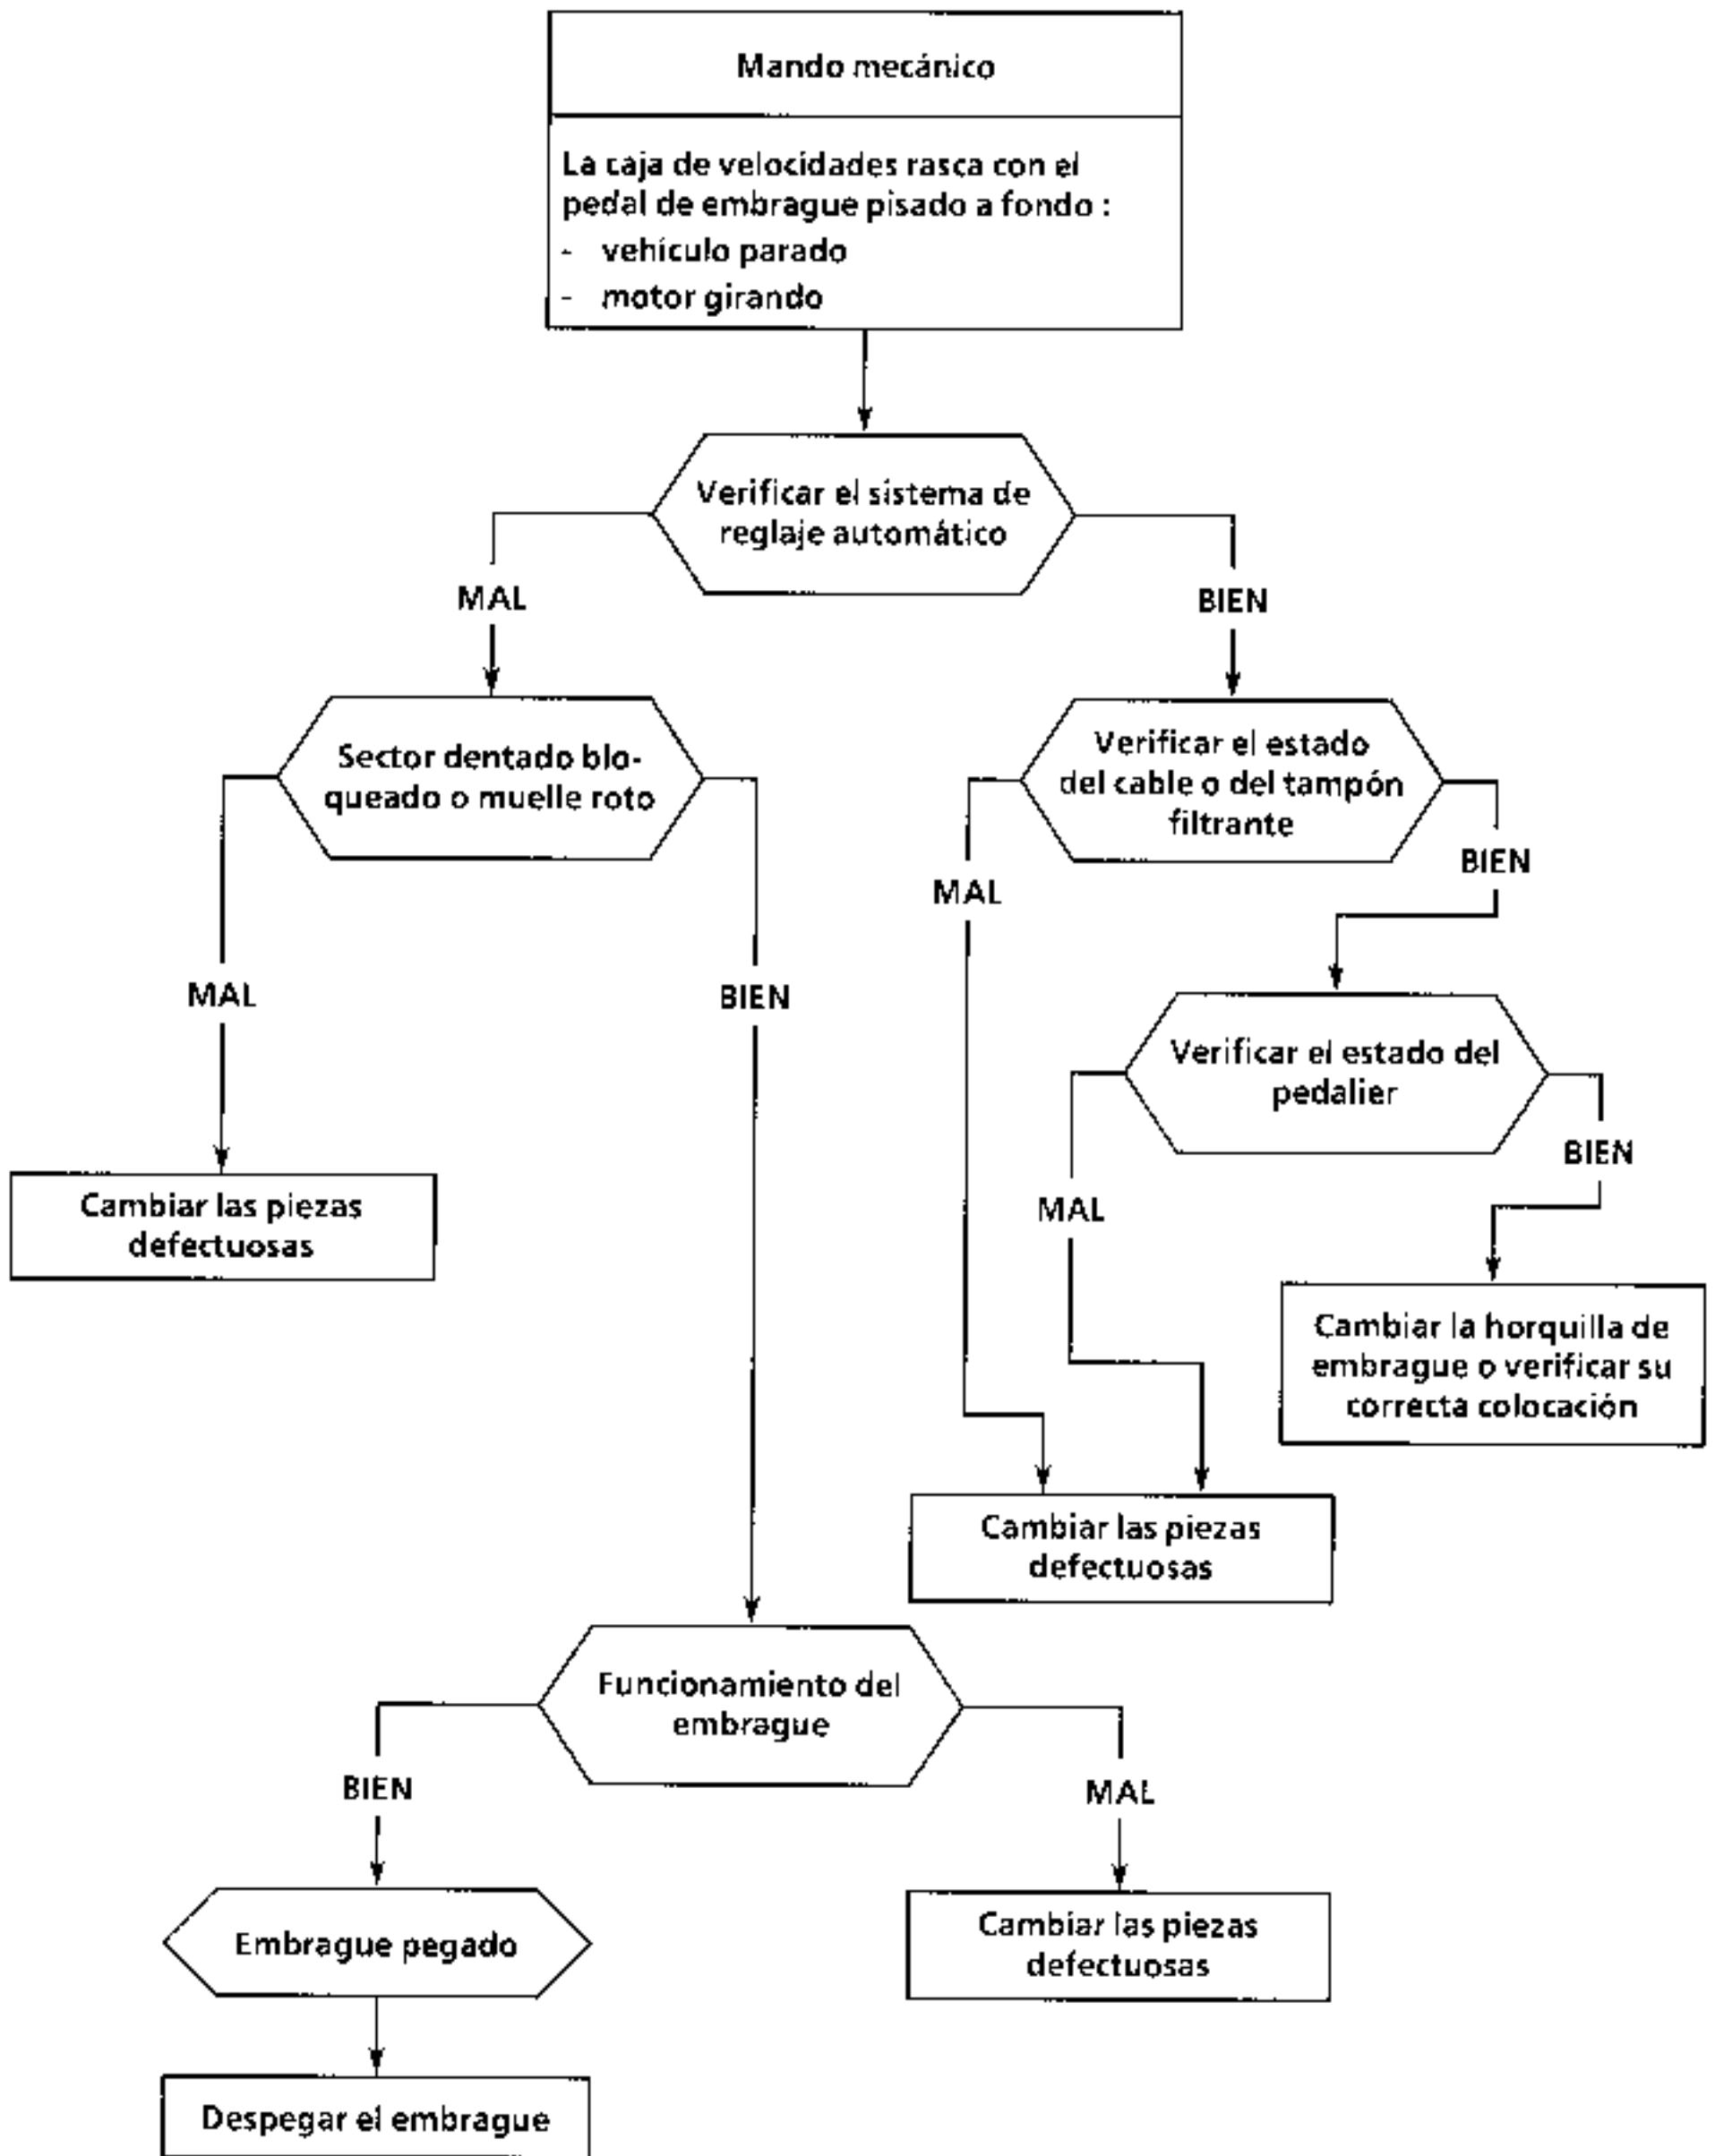 Mando mecánico
La caja de velocidades rasca con el
pedal de embrague pisado a fondo :
- vehículo parado
- motor girando
Verificar el sistema de
reglaje automático
MAL
BIEN
Sector dentado blo-
queado o muelle roto
Verificar el estado
del cable o del tampón
filtrante
BIEN
MAL
MAL
BIEN
Verificar el estado del
pedalier
BIEN
MAL
Cambiar las piezas
defectuosas
Cambiar la horquilla de
embrague o verificar su
correcta colocación
Cambiar las piezas
defectuosas
Funcionamiento del
embrague
BIEN
MAL
Embrague pegado
Cambiar las piezas
defectuosas
Despegar el embrague